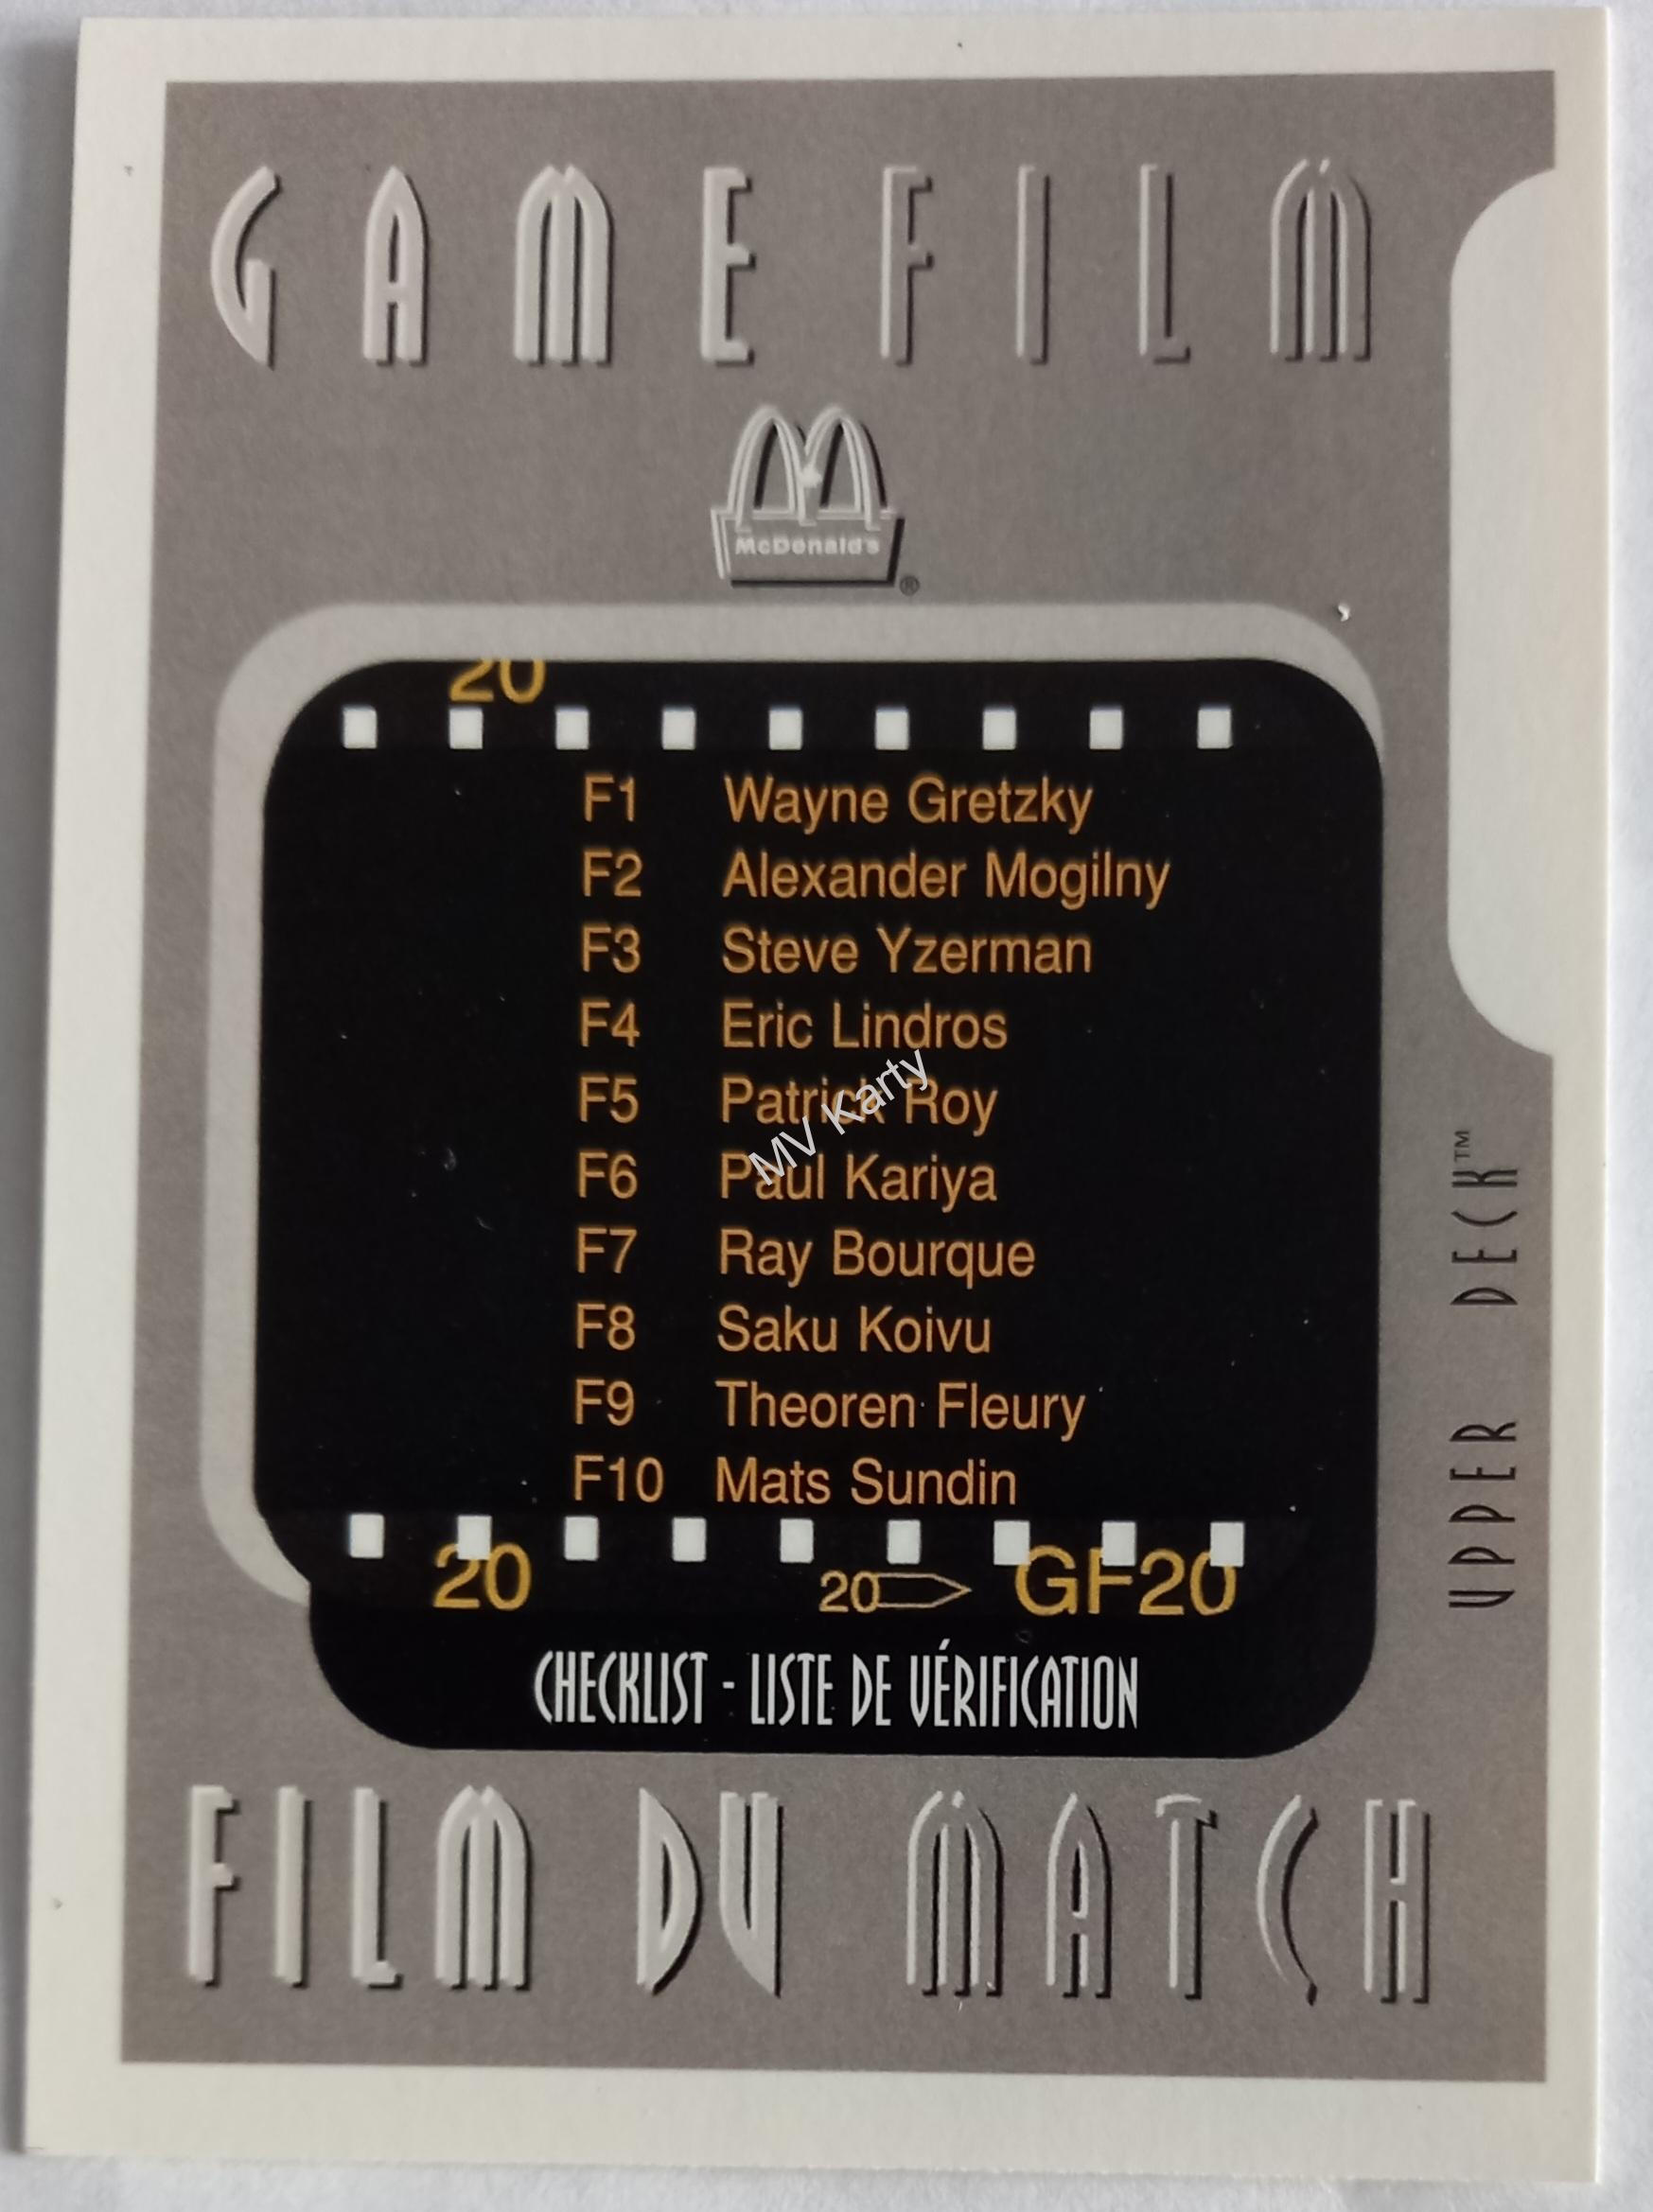 GAME FILM
McDonald's ®
20
F1 Wayne Gretzky
F2 Alexander Mogilny
F3 Steve Yzerman
F4 Eric Lindros
F5 Patrick Roy
F6 Paul Kariya
F7 Ray Bourque
F8 Saku Koivu
F9 Theoren Fleury
F10 Mats Sundin
MV Karty
20 20 GF20
CHECKLIST - LISTE DE VÉRIFICATION
UPPER DECK™
FILM DU MATCH